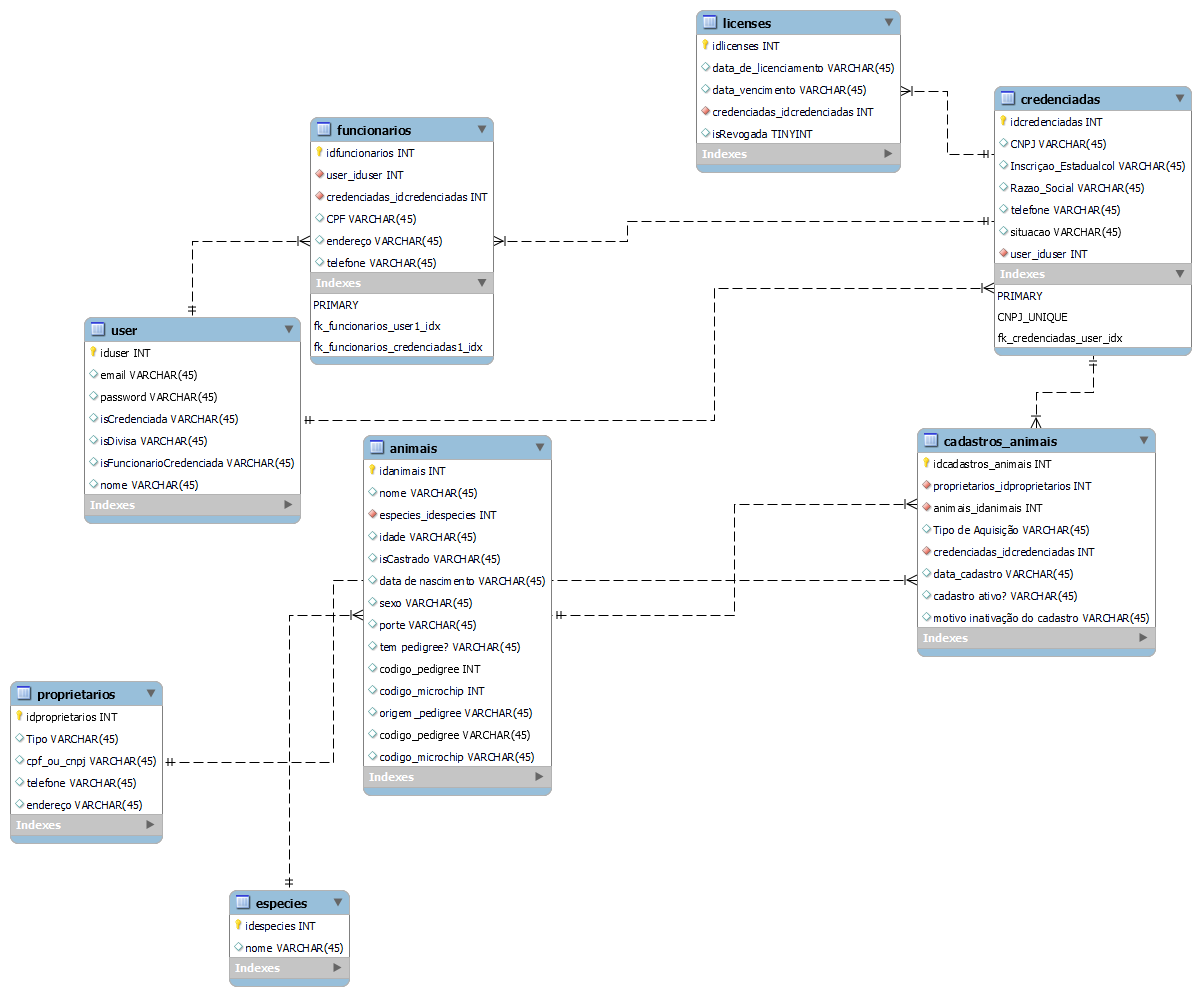 licenses
idlicenses INT
data_de_licenciamento VARCHAR(45)
data_vencimento VARCHAR(45)
credenciadas_idcredenciadas INT
isRevogada TINYINT
Indexes
credenciadas
idcredenciadas INT
CNPJ VARCHAR(45)
Inscriçao_Estadualcol VARCHAR(45)
Razao_Social VARCHAR(45)
telefone VARCHAR(45)
situacao VARCHAR(45)
user_iduser INT
Indexes
PRIMARY
CNPJ_UNIQUE
fk_credenciadas_user_idx
funcionarios
idfuncionarios INT
user_iduser INT
credenciadas_idcredenciadas INT
CPF VARCHAR(45)
endereço VARCHAR(45)
telefone VARCHAR(45)
Indexes
PRIMARY
fk_funcionarios_user1_idx
fk_funcionarios_credenciadas1_idx
user
iduser INT
email VARCHAR(45)
password VARCHAR(45)
isCredenciada VARCHAR(45)
isDivisa VARCHAR(45)
isFuncionarioCredenciada VARCHAR(45)
nome VARCHAR(45)
Indexes
animais
idanimais INT
nome VARCHAR(45)
especies_idespecies INT
idade VARCHAR(45)
isCastrado VARCHAR(45)
data de nascimento VARCHAR(45)
sexo VARCHAR(45)
porte VARCHAR(45)
tem pedigree? VARCHAR(45)
codigo_pedigree INT
codigo_microchip INT
origem_pedigree VARCHAR(45)
codigo_pedigree VARCHAR(45)
codigo_microchip VARCHAR(45)
Indexes
cadastros_animais
idcadastros_animais INT
proprietarios_idproprietarios INT
animais_idanimais INT
Tipo de Aquisição VARCHAR(45)
credenciadas_idcredenciadas INT
data_cadastro VARCHAR(45)
cadastro ativo? VARCHAR(45)
motivo inativação do cadastro VARCHAR(45)
Indexes
proprietarios
idproprietarios INT
Tipo VARCHAR(45)
cpf_ou_cnpj VARCHAR(45)
telefone VARCHAR(45)
endereço VARCHAR(45)
Indexes
especies
idespecies INT
nome VARCHAR(45)
Indexes